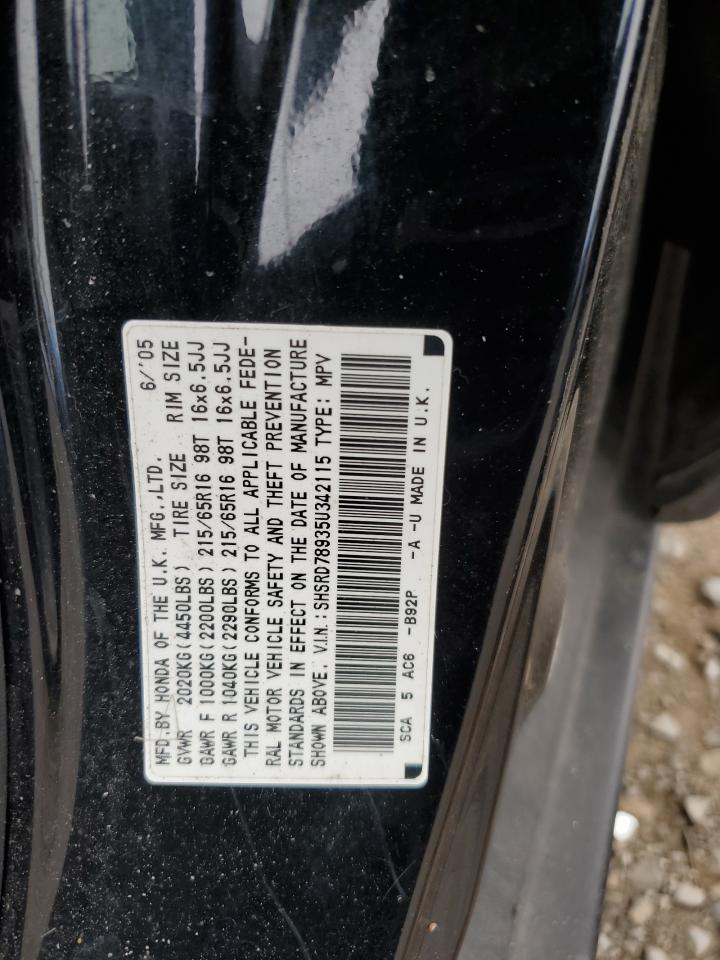 MFD.BY HONDA OF THE U.K. MFG.,LTD. 6/'05
GVWR 2020KG(4450LBS) TIRE SIZE RIM SIZE
GAWR F 1000KG(2200LBS) 215/65R16 98T 16x6.5JJ
GAWR R 1040KG(2290LBS) 215/65R16 98T 16x6.5JJ
THIS VEHICLE CONFORMS TO ALL APPLICABLE FEDE-
RAL MOTOR VEHICLE SAFETY AND THEFT PREVENTION
STANDARDS IN EFFECT ON THE DATE OF MANUFACTURE
SHOWN ABOVE. V.I.N.: SHSRD78935U342115 TYPE: MPV
SCA 5 AC6 -B92P -A -U MADE IN U.K.